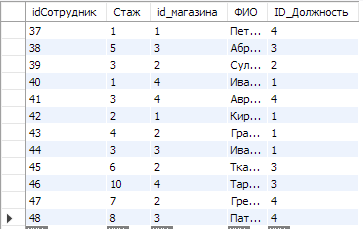 idСотрудник Стаж id_магазина ФИО ID_Должность
37 1 1 Пет... 4
38 5 3 Абр... 3
39 3 2 Сул... 2
40 1 4 Ива... 1
41 3 4 Авр... 4
42 2 1 Кир... 1
43 4 2 Гра... 1
44 3 3 Ива... 1
45 6 2 Тка... 3
46 10 4 Тар... 3
47 7 2 Гре... 4
48 8 3 Пат... 4